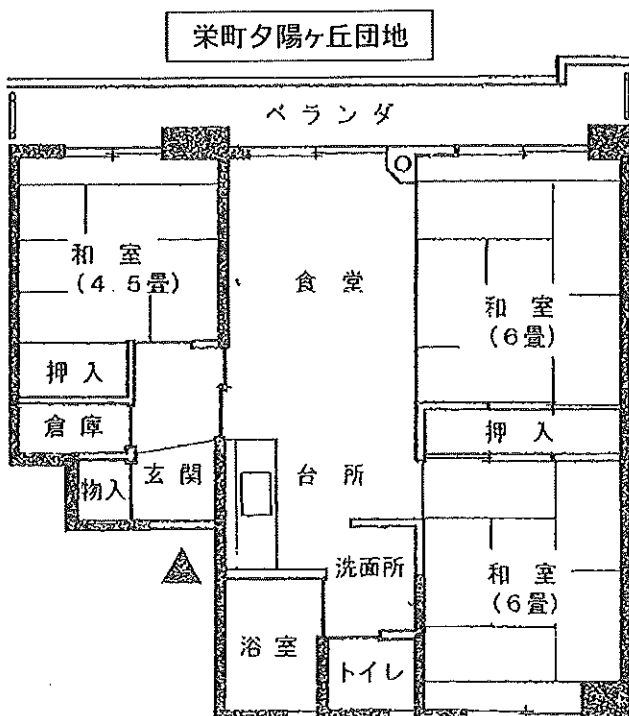 栄町夕陽ヶ丘団地
ベランダ
和室
(4.5畳)
食堂
和室
(6畳)
押入
倉庫
押入
物入
玄関
台所
洗面所
和室
(6畳)
浴室
トイレ